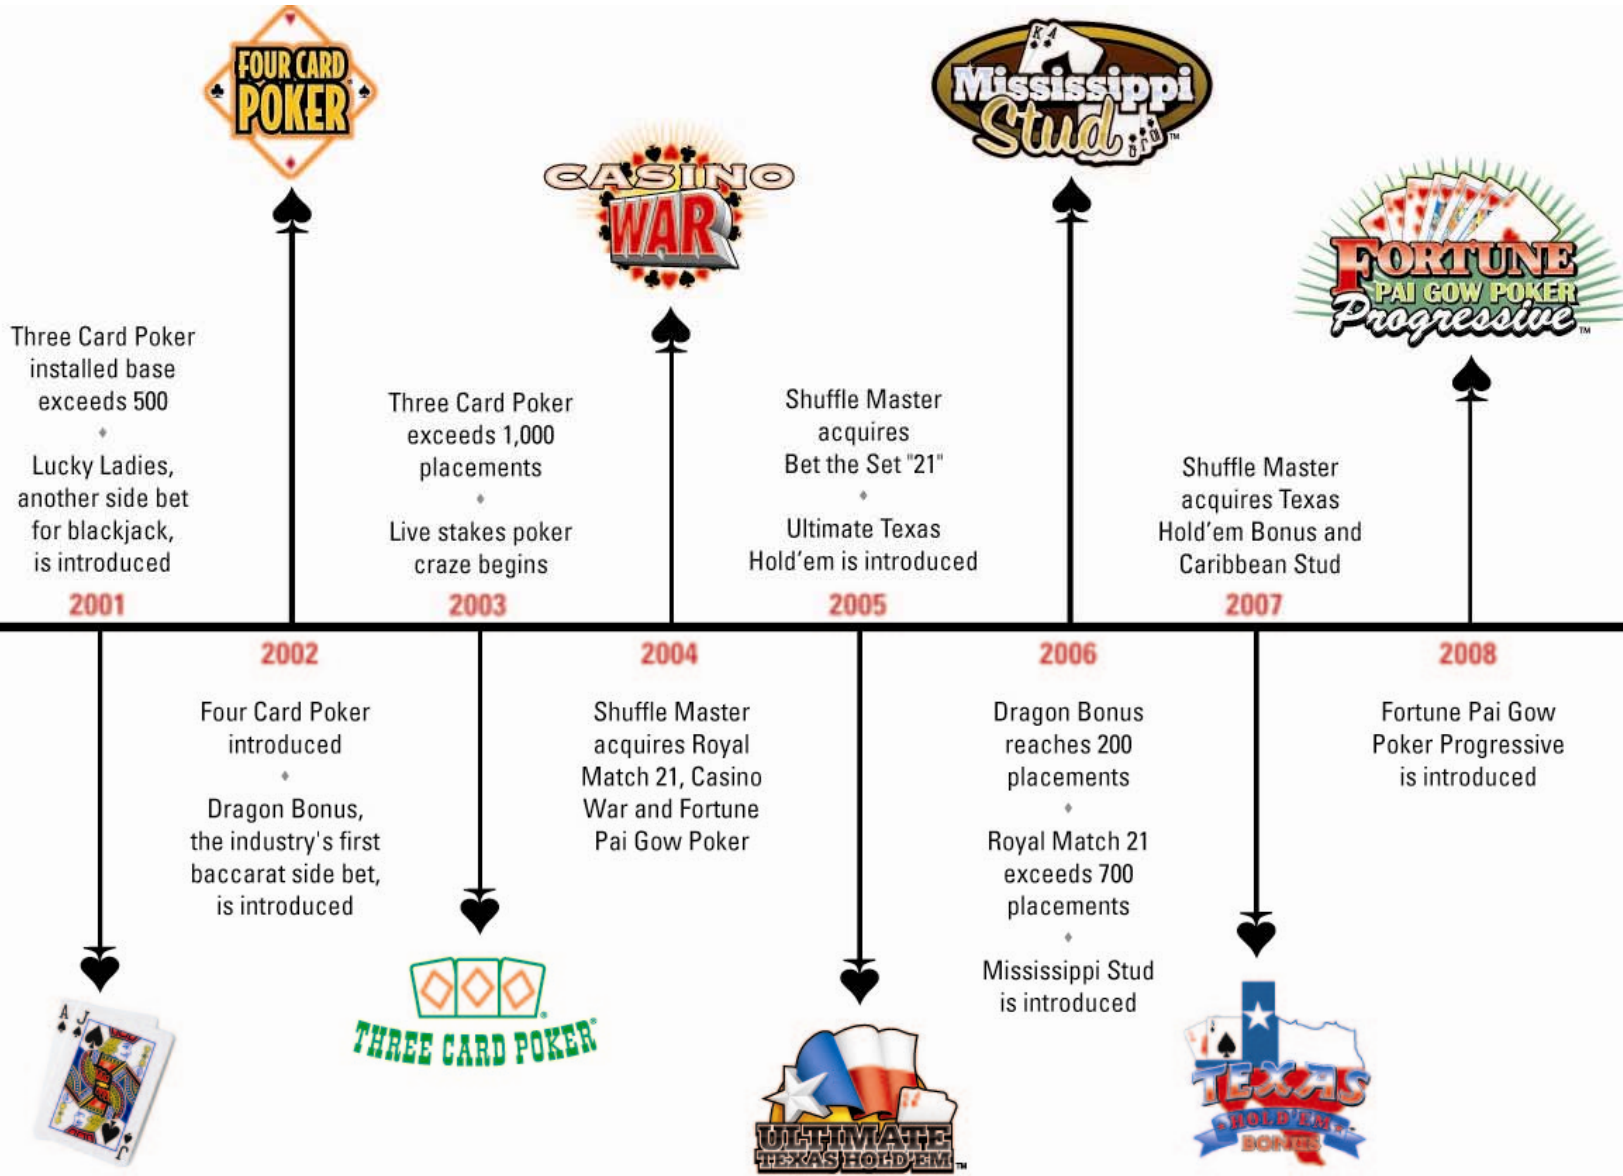 FOUR CARD
POKER
CASINO
WAR
K A
Mississippi
Stud
TM
FORTUNE
PAI GOW POKER
Progressive
TM
Three Card Poker
installed base
exceeds 500
Lucky Ladies,
another side bet
for blackjack,
is introduced
2001
Three Card Poker
exceeds 1,000
placements
Live stakes poker
craze begins
2003
Shuffle Master
acquires
Bet the Set "21"
Ultimate Texas
Hold'em is introduced
2005
Shuffle Master
acquires Texas
Hold'em Bonus and
Caribbean Stud
2007
2002
Four Card Poker
introduced
Dragon Bonus,
the industry's first
baccarat side bet,
is introduced
2004
Shuffle Master
acquires Royal
Match 21, Casino
War and Fortune
Pai Gow Poker
2006
Dragon Bonus
reaches 200
placements
Royal Match 21
exceeds 700
placements
Mississippi Stud
is introduced
2008
Fortune Pai Gow
Poker Progressive
is introduced
A J
J
THREE CARD POKER®
ULTIMATE
TEXAS HOLD'EM
TM
TEXAS
HOLD'EM
BONUS